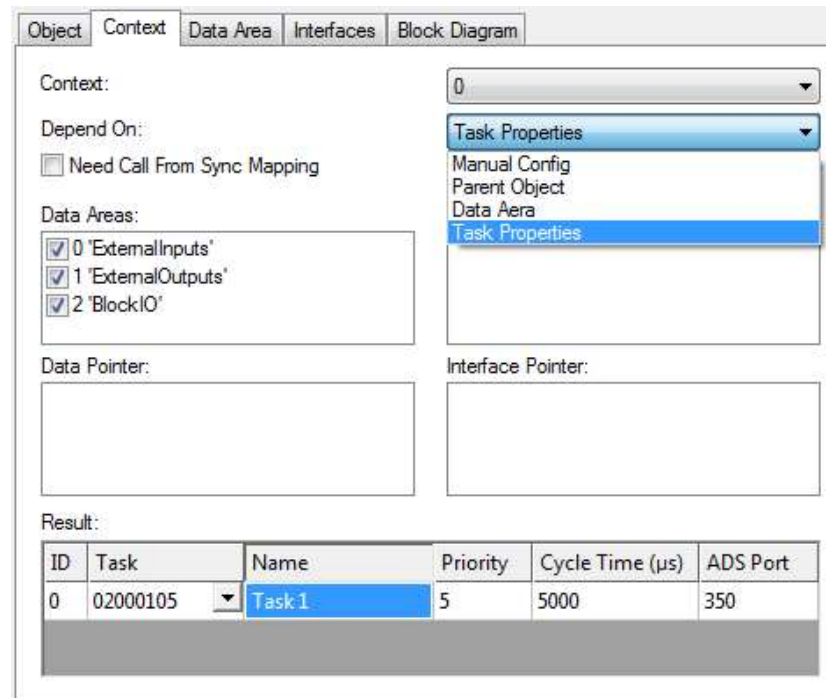 Object Context Data Area Interfaces Block Diagram
Context: 0
Depend On: Task Properties
Need Call From Sync Mapping
Manual Config
Parent Object
Data Aera
Task Properties
Data Areas:
0 'ExternalInputs'
1 'ExternalOutputs'
2 'BlockIO'
Data Pointer: Interface Pointer:
Result:
ID Task Name Priority Cycle Time (µs) ADS Port
0 02000105 Task 1 5 5000 350